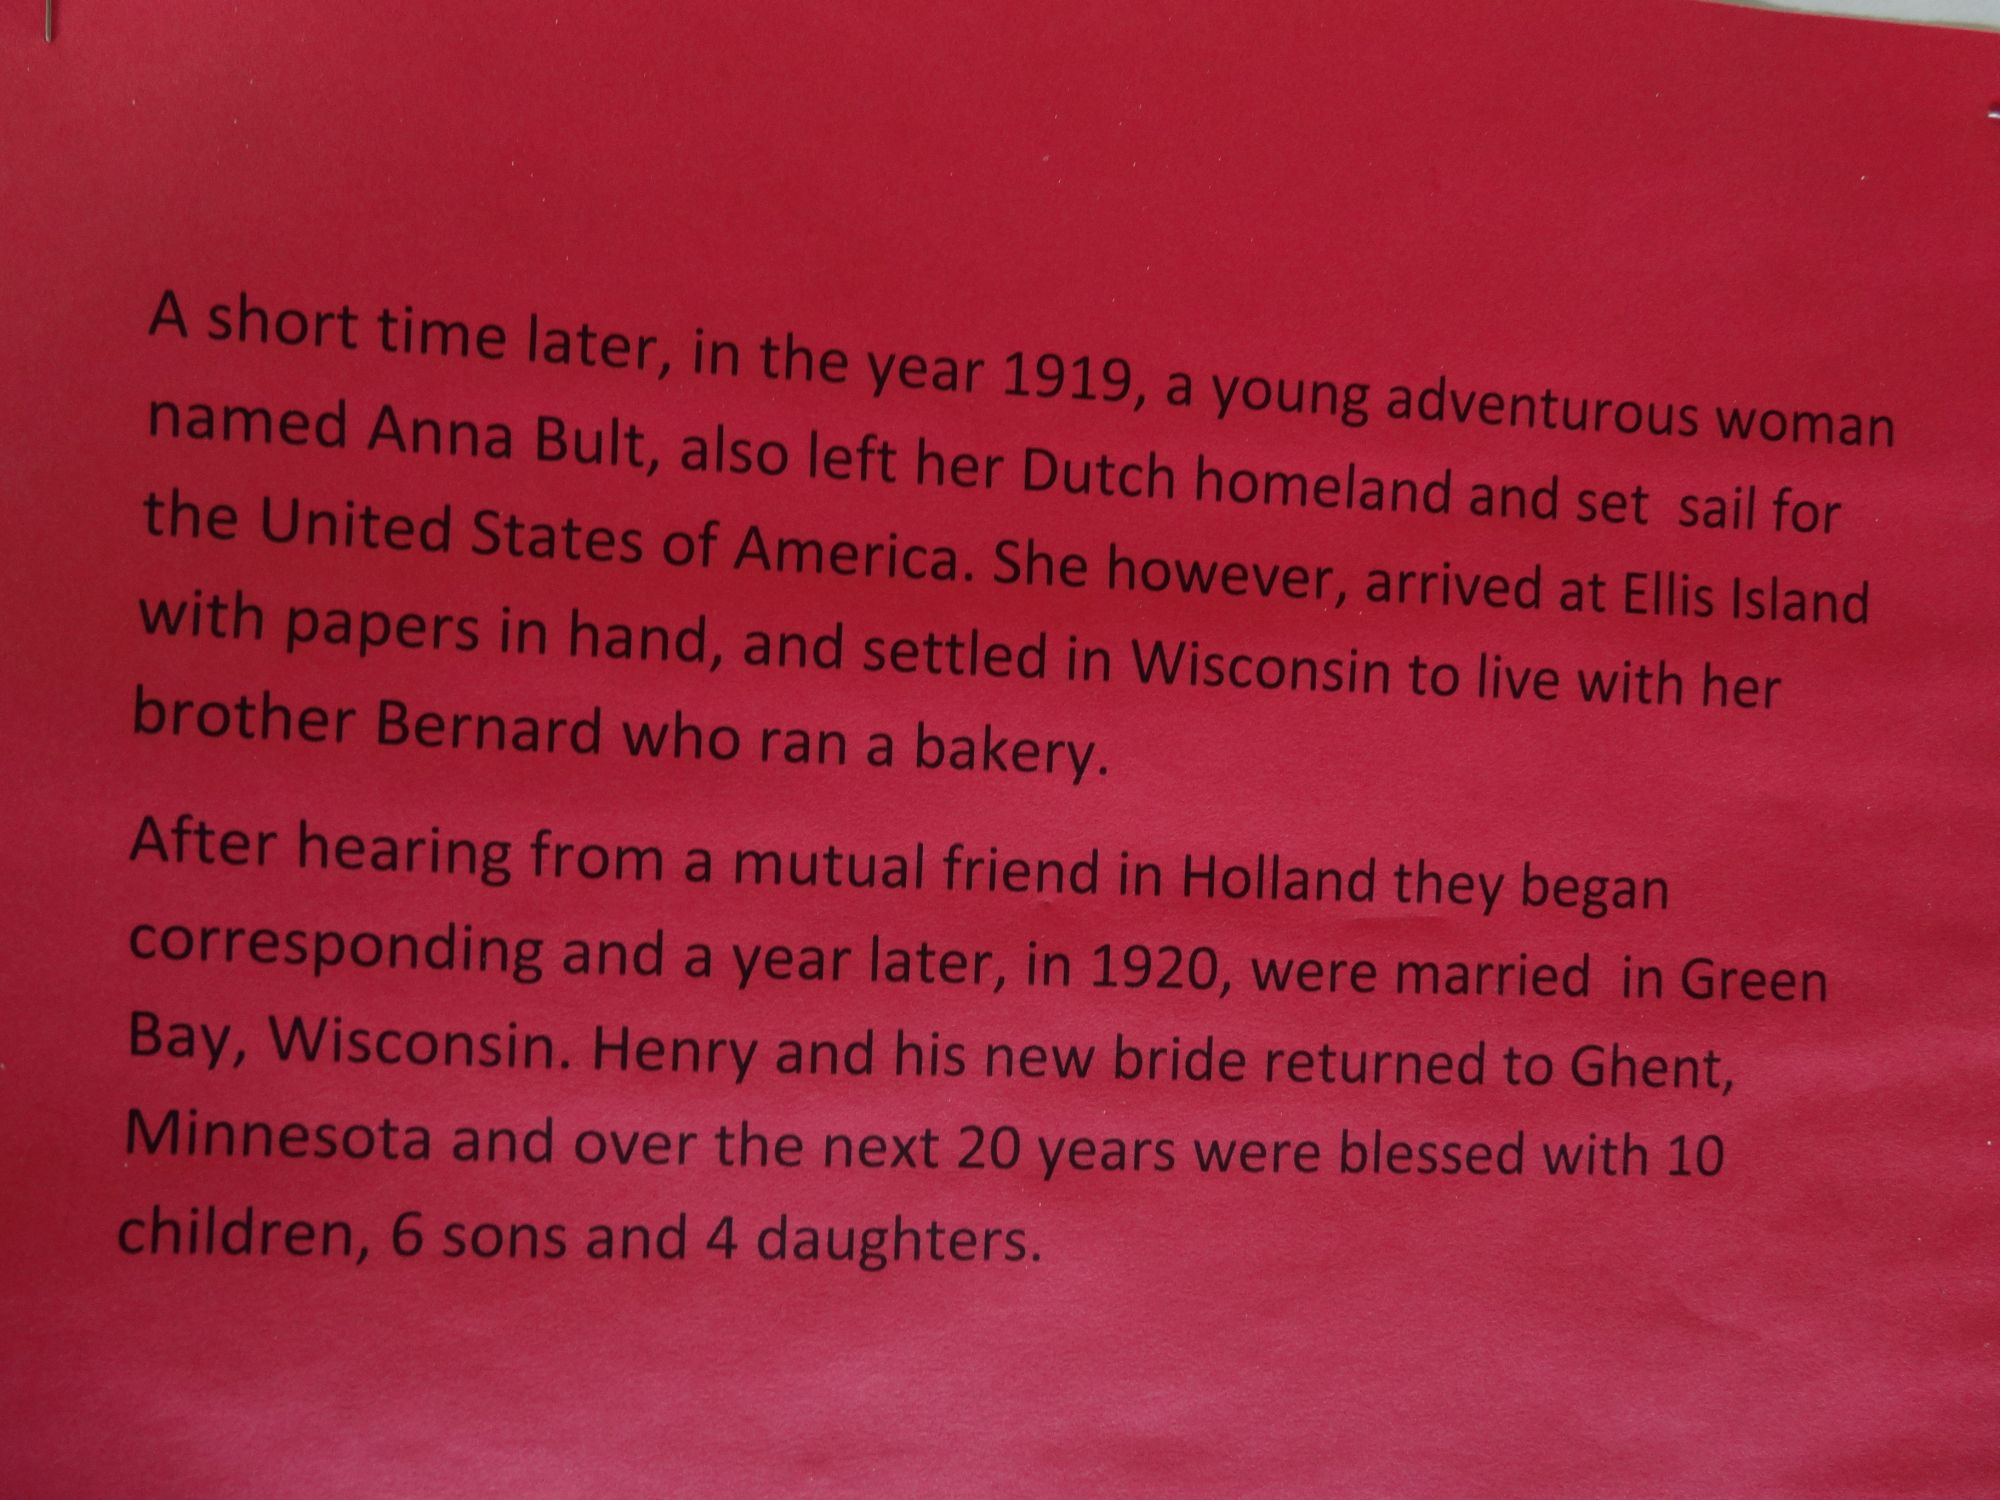 A short time later, in the year 1919, a young adventurous woman
named Anna Bult, also left her Dutch homeland and set  sail for
the United States of America. She however, arrived at Ellis Island
with papers in hand, and settled in Wisconsin to live with her
brother Bernard who ran a bakery.
After hearing from a mutual friend in Holland they began
corresponding and a year later, in 1920, were married  in Green
Bay, Wisconsin. Henry and his new bride returned to Ghent,
Minnesota and over the next 20 years were blessed with 10
children, 6 sons and 4 daughters.